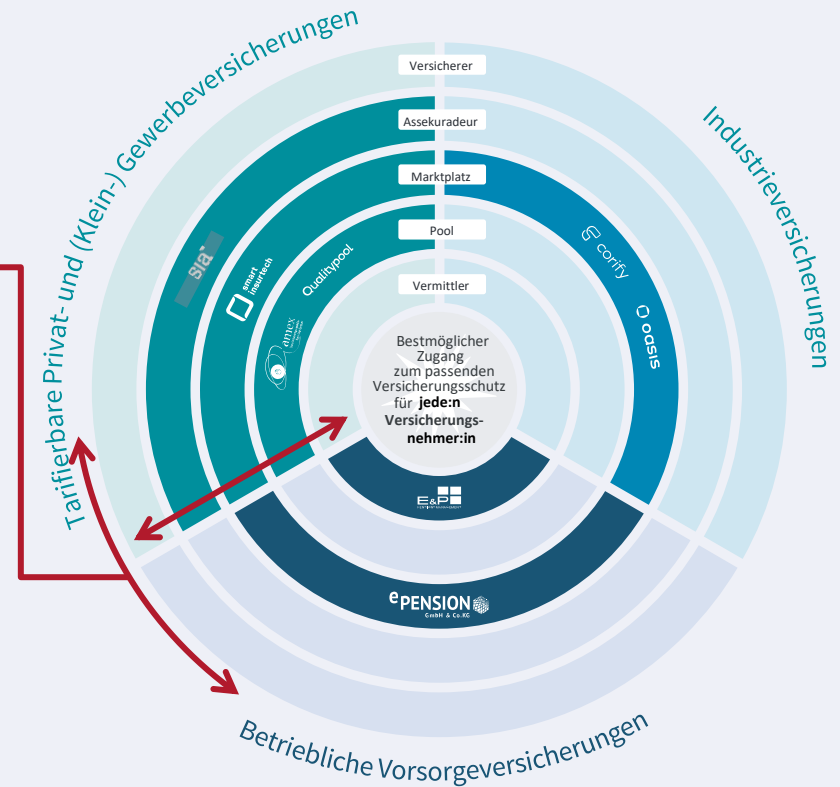 Tarifierbare Privat- und (Klein-) Gewerbeversicherungen
Industrieversicherungen
Versicherer
Assekuradeur
Marktplatz
Pool
Vermittler
sia
smart
insurtech
Qualitypool
amex
corify
oasis
Bestmöglicher
Zugang
zum passenden
Versicherungsschutz
für jede:n
Versicherungs-
nehmer:in
E&P
ePENSION
GmbH & Co.KG
Betriebliche Vorsorgeversicherungen